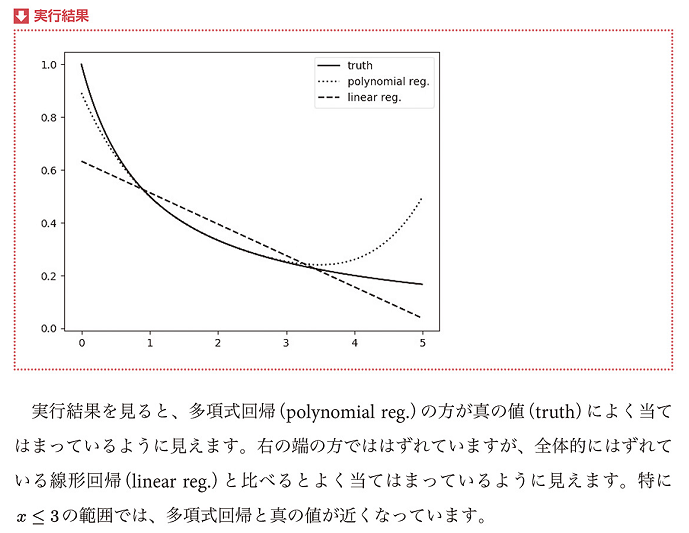 実行結果
truth
polynomial reg.
linear reg.
1.0
0.8
0.6
0.4
0.2
0.0
0 1 2 3 4 5
実行結果を見ると、多項式回帰(polynomial reg.)の方が真の値(truth)によく当て
はまっているように見えます。右の端の方でははずれていますが、全体的にはずれて
いる線形回帰(linear reg.)と比べるとよく当てはまっているように見えます。特に
x ≤ 3の範囲では、多項式回帰と真の値が近くなっています。